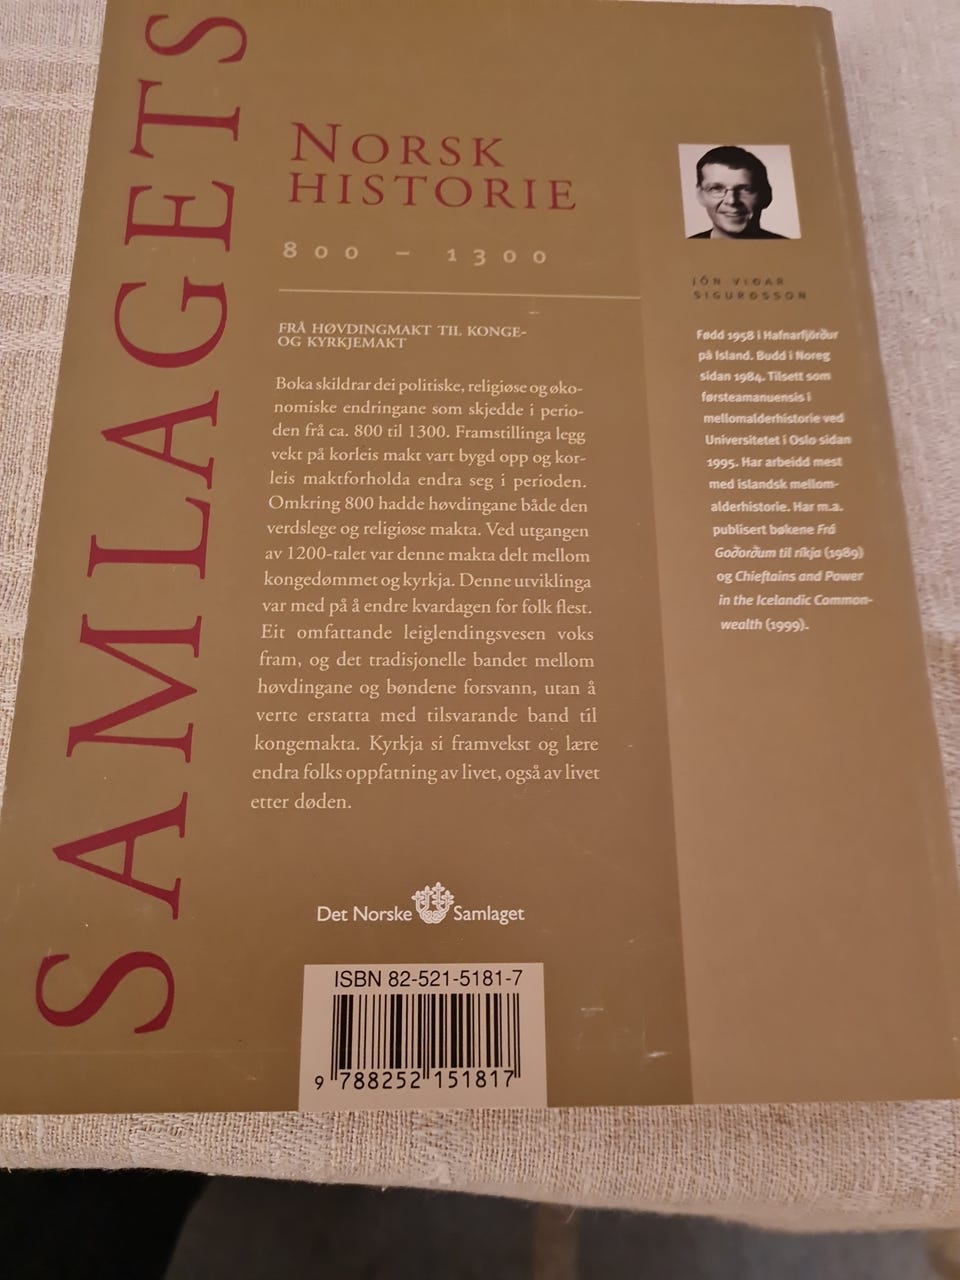 SAMLAGETS
NORSK
HISTORIE
800 – 1300
FRÅ HØVDINGMAKT TIL KONGE-
OG KYRKJEMAKT
Boka skildrar dei politiske, religiøse og øko-
nomiske endringane som skjedde i perio-
den frå ca. 800 til 1300. Framstillinga legg
vekt på korleis makt vart bygd opp og kor-
leis maktforholda endra seg i perioden.
Omkring 800 hadde høvdingane både den
verdslege og religiøse makta. Ved utgangen
av 1200-talet var denne makta delt mellom
kongedømmet og kyrkja. Denne utviklinga
var med på å endre kvardagen for folk flest.
Eit omfattande leiglendingsvesen voks
fram, og det tradisjonelle bandet mellom
høvdingane og bøndene forsvann, utan å
verte erstatta med tilsvarande band til
kongemakta. Kyrkja si framvekst og lære
endra folks oppfatning av livet, også av livet
etter døden.
Det Norske Samlaget
ISBN 82-521-5181-7
9 788252 151817
JÓN VIÐAR
SIGURÐSSON
Fødd 1958 i Hafnarfjörður
på Island. Budd i Noreg
sidan 1984. Tilsett som
førsteamanuensis i
mellomalderhistorie ved
Universitetet i Oslo sidan
1995. Har arbeidd mest
med islandsk mellom-
alderhistorie. Har m.a.
publisert bøkene Frá
Goðorðum til ríkja (1989)
og Chieftains and Power
in the Icelandic Common-
wealth (1999).